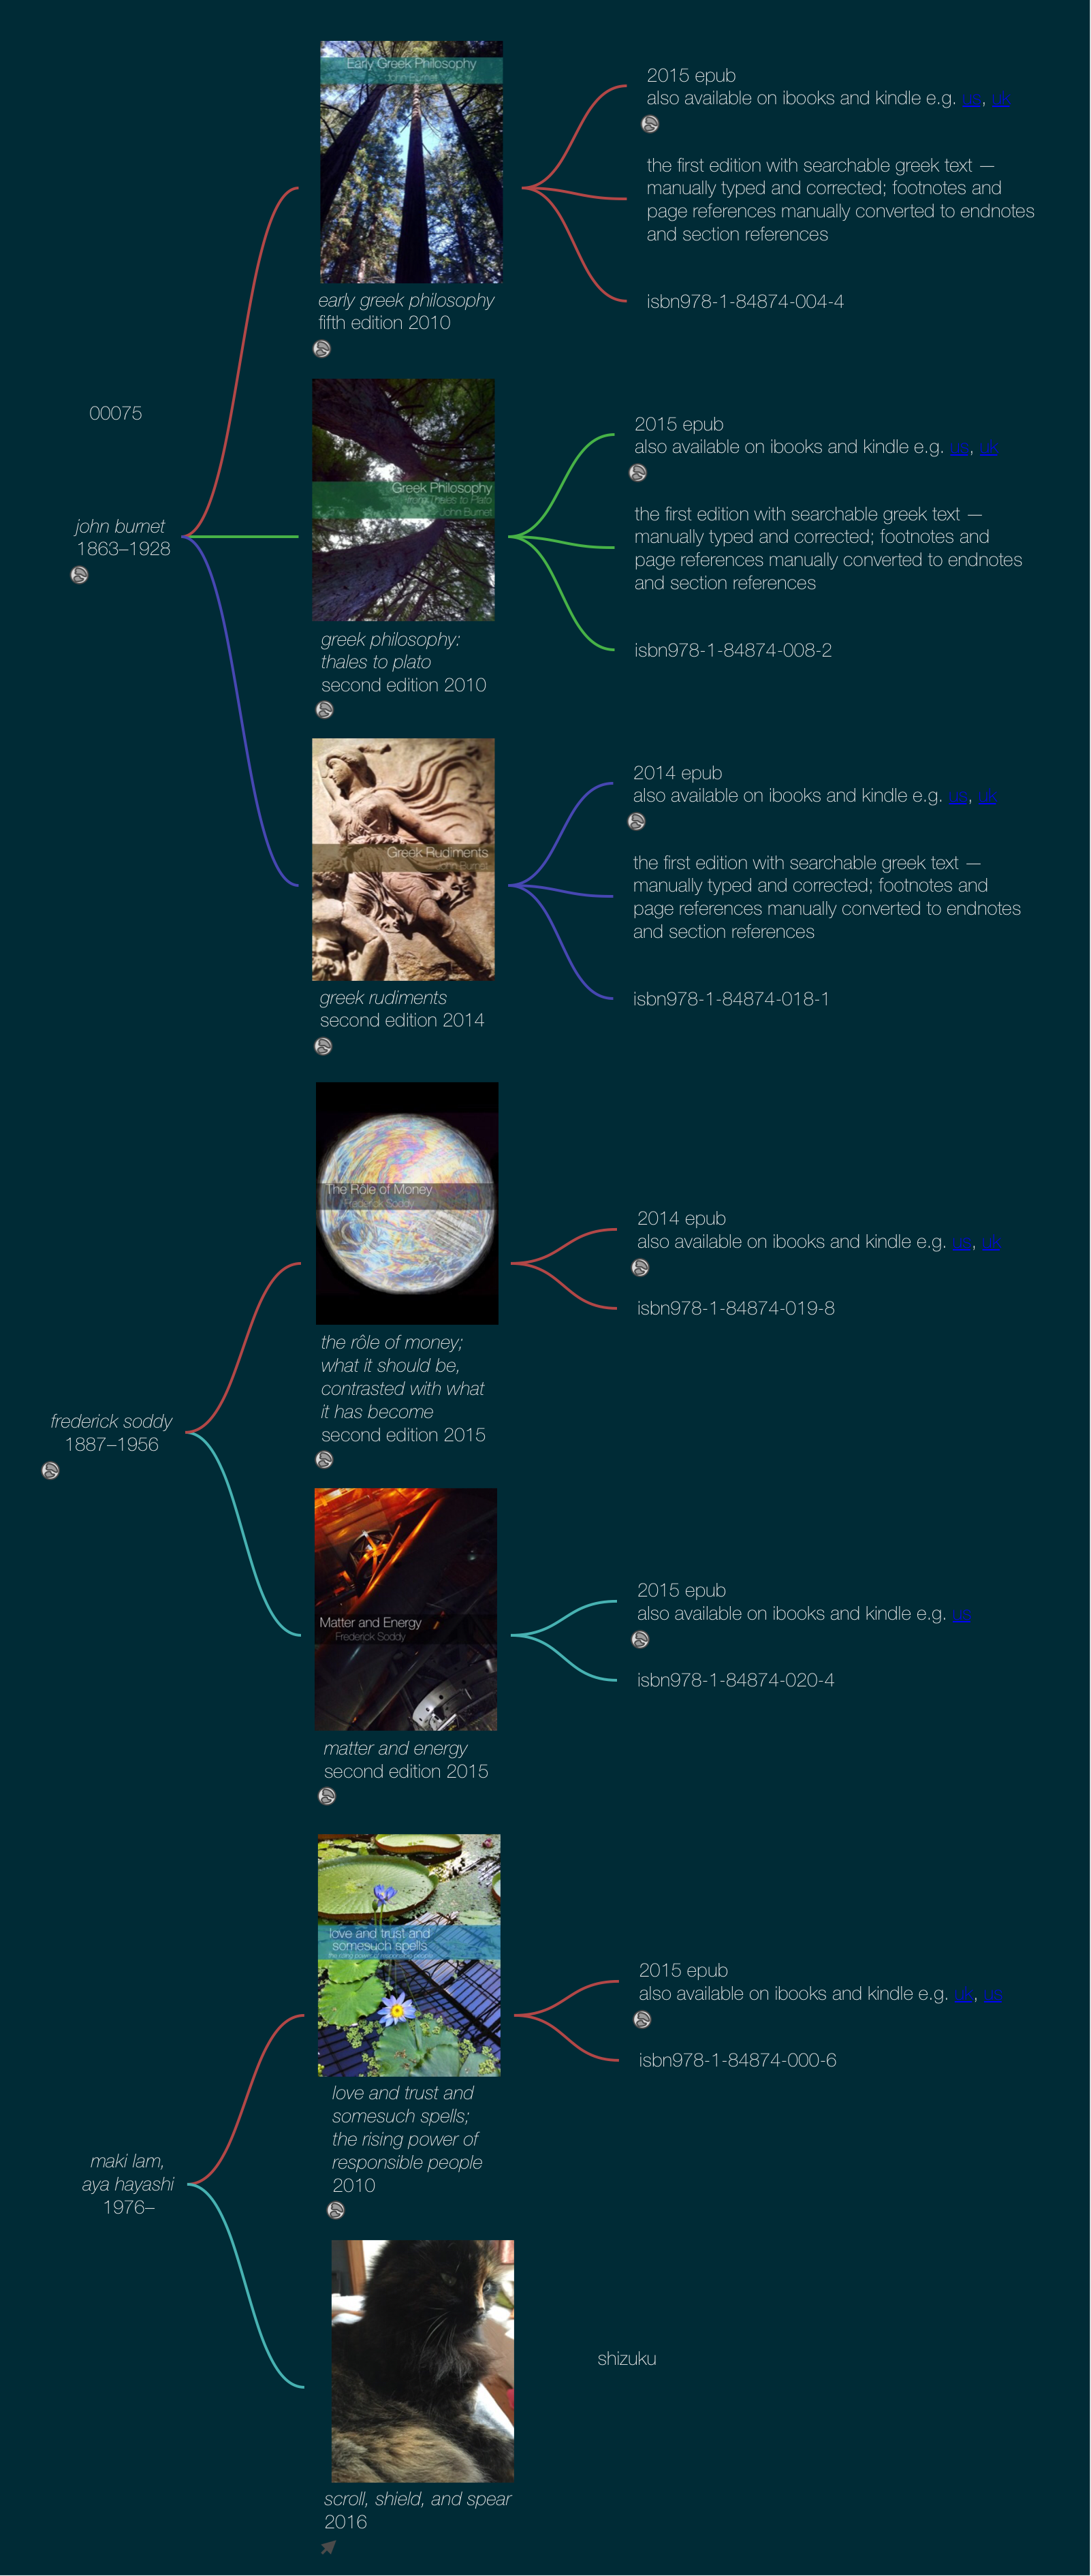 Early Greek Philosophy
John Burnet
2015 epub
also available on ibooks and kindle e.g. us, uk
the first edition with searchable greek text —
manually typed and corrected; footnotes and
page references manually converted to endnotes
and section references
isbn978-1-84874-004-4
early greek philosophy
fifth edition 2010
00075
john burnet
1863–1928
Greek Philosophy
from Thales to Plato
John Burnet
2015 epub
also available on ibooks and kindle e.g. us, uk
the first edition with searchable greek text —
manually typed and corrected; footnotes and
page references manually converted to endnotes
and section references
isbn978-1-84874-008-2
greek philosophy:
thales to plato
second edition 2010
Greek Rudiments
John Burnet
2014 epub
also available on ibooks and kindle e.g. us, uk
the first edition with searchable greek text —
manually typed and corrected; footnotes and
page references manually converted to endnotes
and section references
isbn978-1-84874-018-1
greek rudiments
second edition 2014
The Rôle of Money
Frederick Soddy
2014 epub
also available on ibooks and kindle e.g. us, uk
isbn978-1-84874-019-8
the rôle of money;
what it should be,
contrasted with what
it has become
second edition 2015
frederick soddy
1887–1956
Matter and Energy
Frederick Soddy
2015 epub
also available on ibooks and kindle e.g. us
isbn978-1-84874-020-4
matter and energy
second edition 2015
love and trust and
somesuch spells
the rising power of responsible people
2015 epub
also available on ibooks and kindle e.g. uk, us
isbn978-1-84874-000-6
love and trust and
somesuch spells;
the rising power of
responsible people
2010
maki lam,
aya hayashi
1976–
shizuku
scroll, shield, and spear
2016